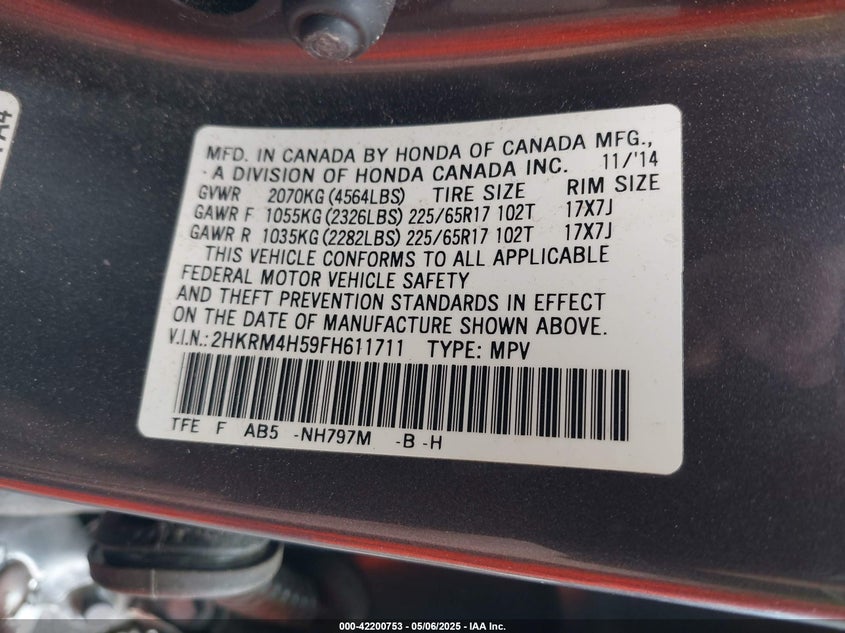 A4
MFD. IN CANADA BY HONDA OF CANADA MFG.,
A DIVISION OF HONDA CANADA INC. 11/'14
GVWR 2070KG (4564LBS) TIRE SIZE RIM SIZE
GAWR F 1055KG (2326LBS) 225/65R17 102T 17X7J
GAWR R 1035KG (2282LBS) 225/65R17 102T 17X7J
THIS VEHICLE CONFORMS TO ALL APPLICABLE
FEDERAL MOTOR VEHICLE SAFETY
AND THEFT PREVENTION STANDARDS IN EFFECT
ON THE DATE OF MANUFACTURE SHOWN ABOVE.
V.I.N.: 2HKRM4H59FH611711 TYPE: MPV
TFE F AB5 -NH797M -B -H
000-42200753 — 05/06/2025 — IAA Inc.